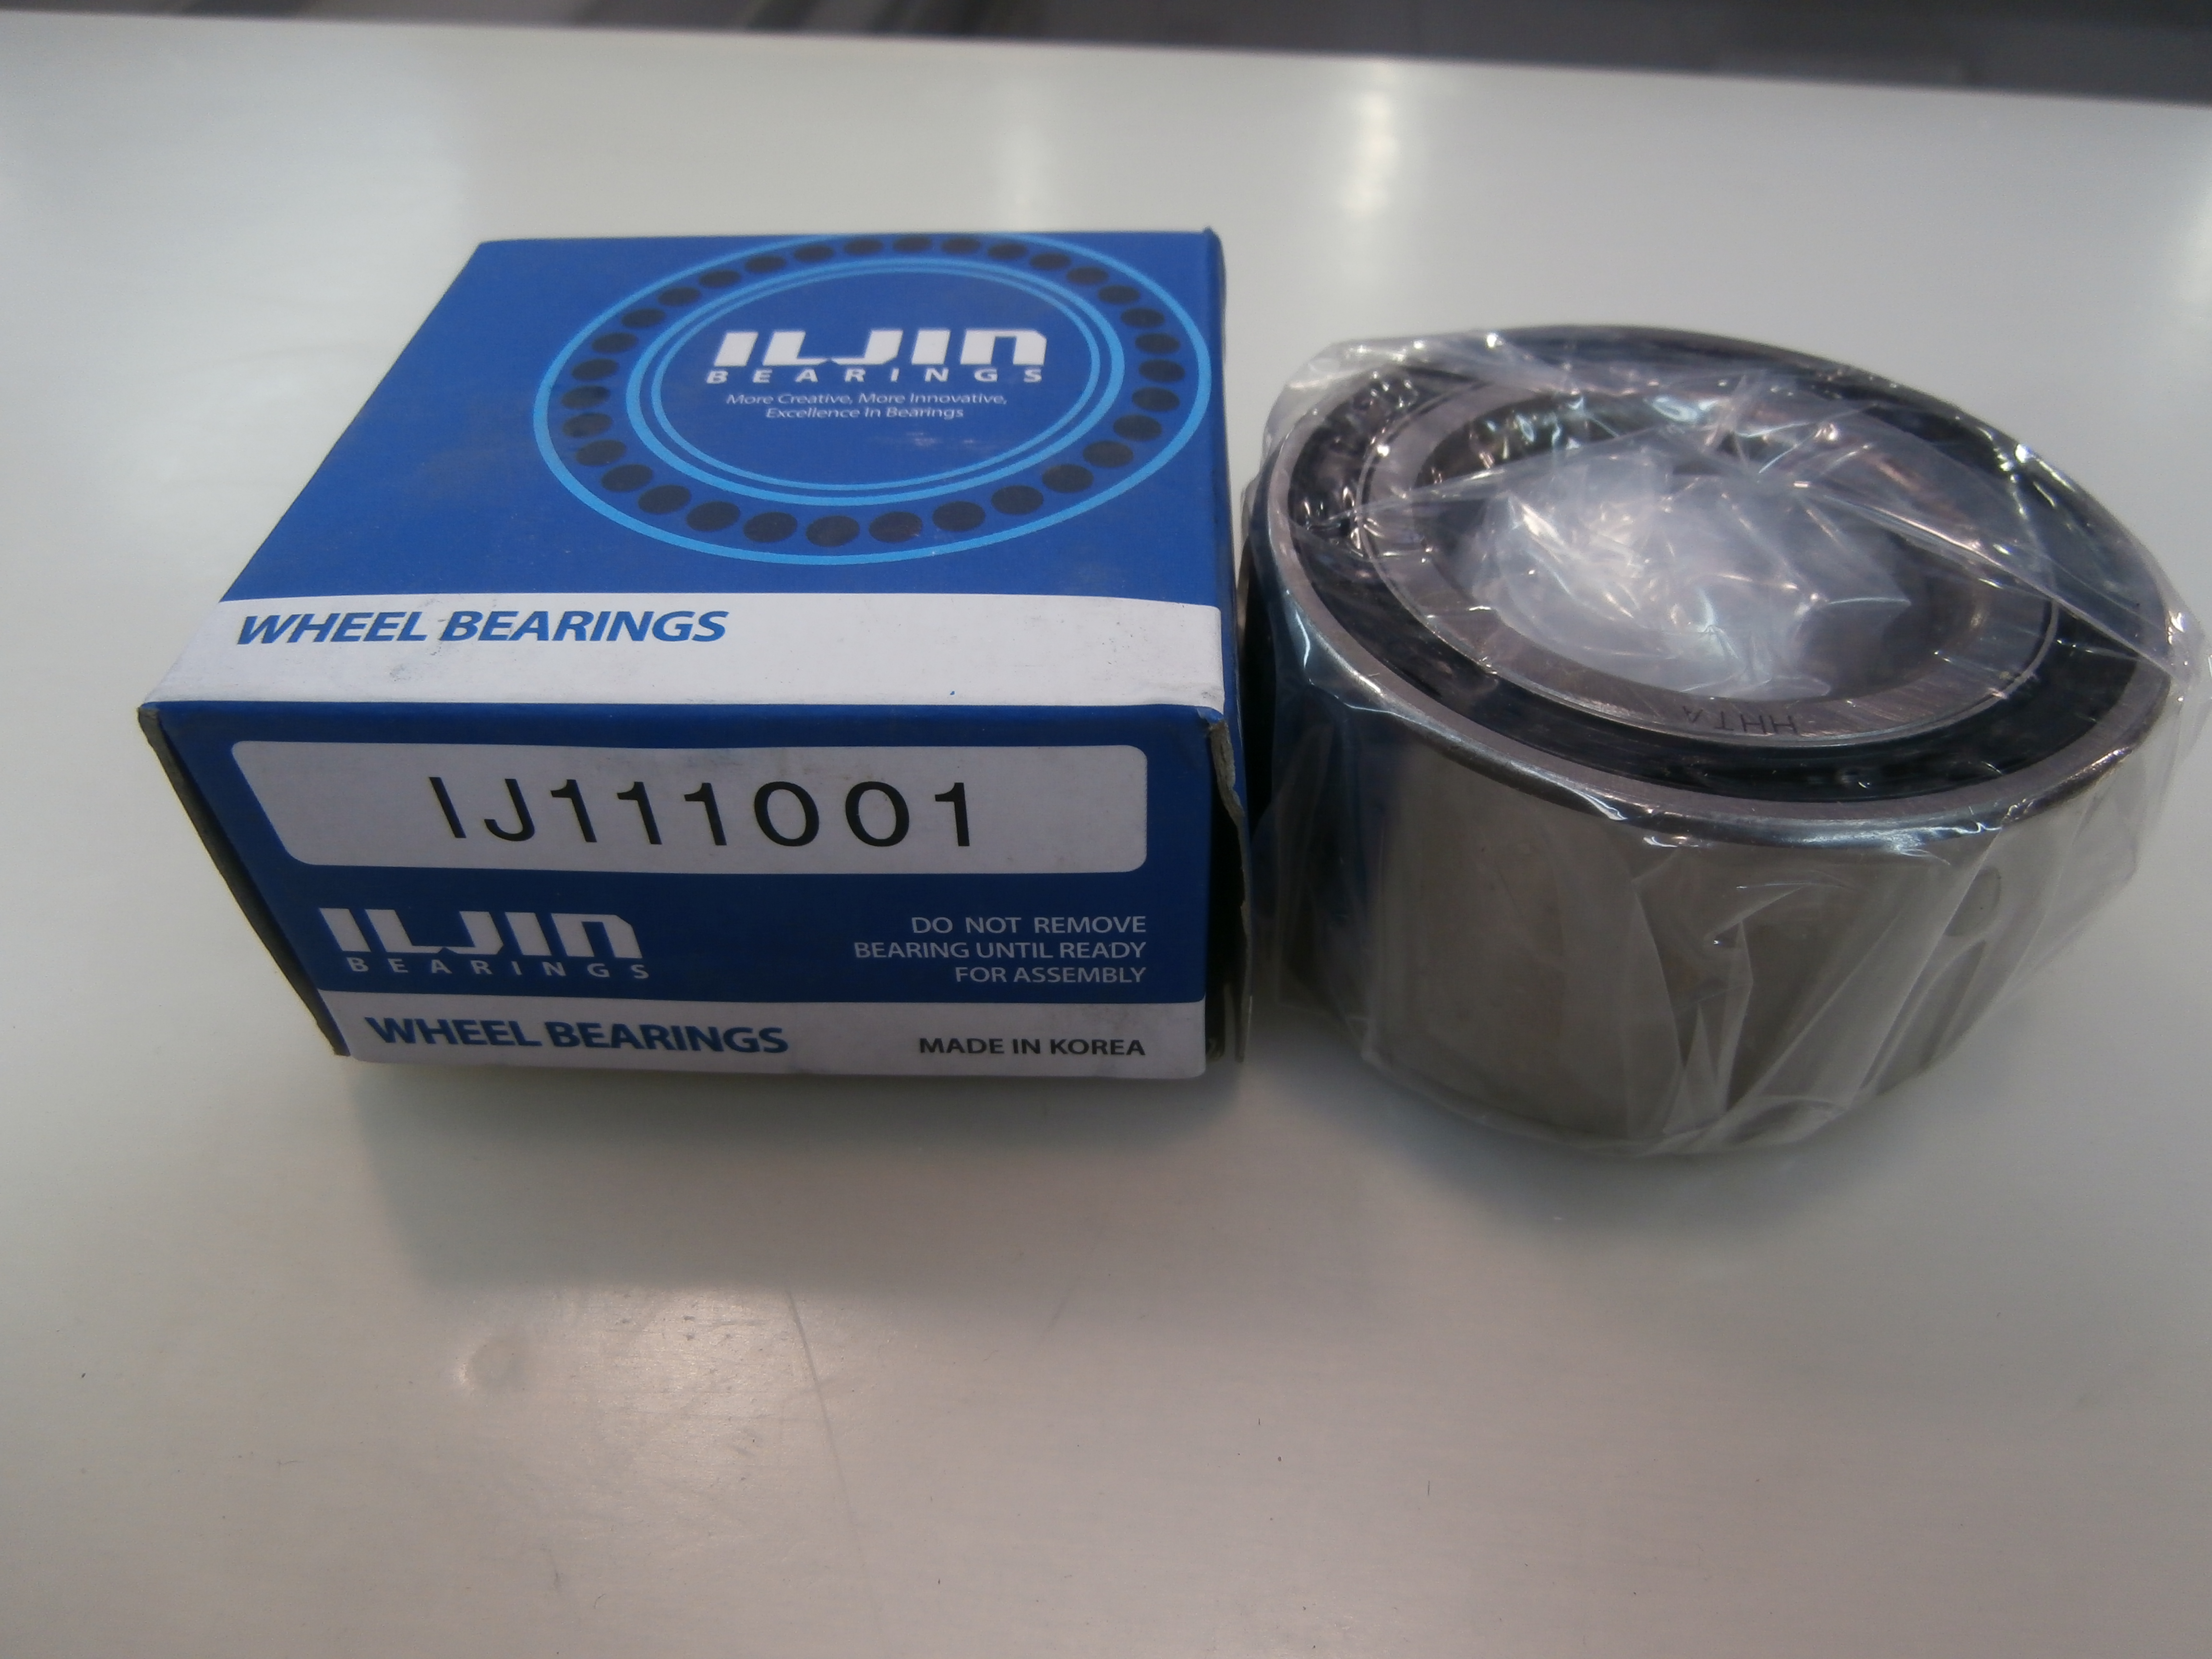 ILJIN
BEARINGS
More Creative, More Innovative,
Excellence In Bearings
WHEEL BEARINGS
IJ111001
ILJIN
BEARINGS
DO NOT REMOVE
BEARING UNTIL READY
FOR ASSEMBLY
WHEEL BEARINGS
MADE IN KOREA